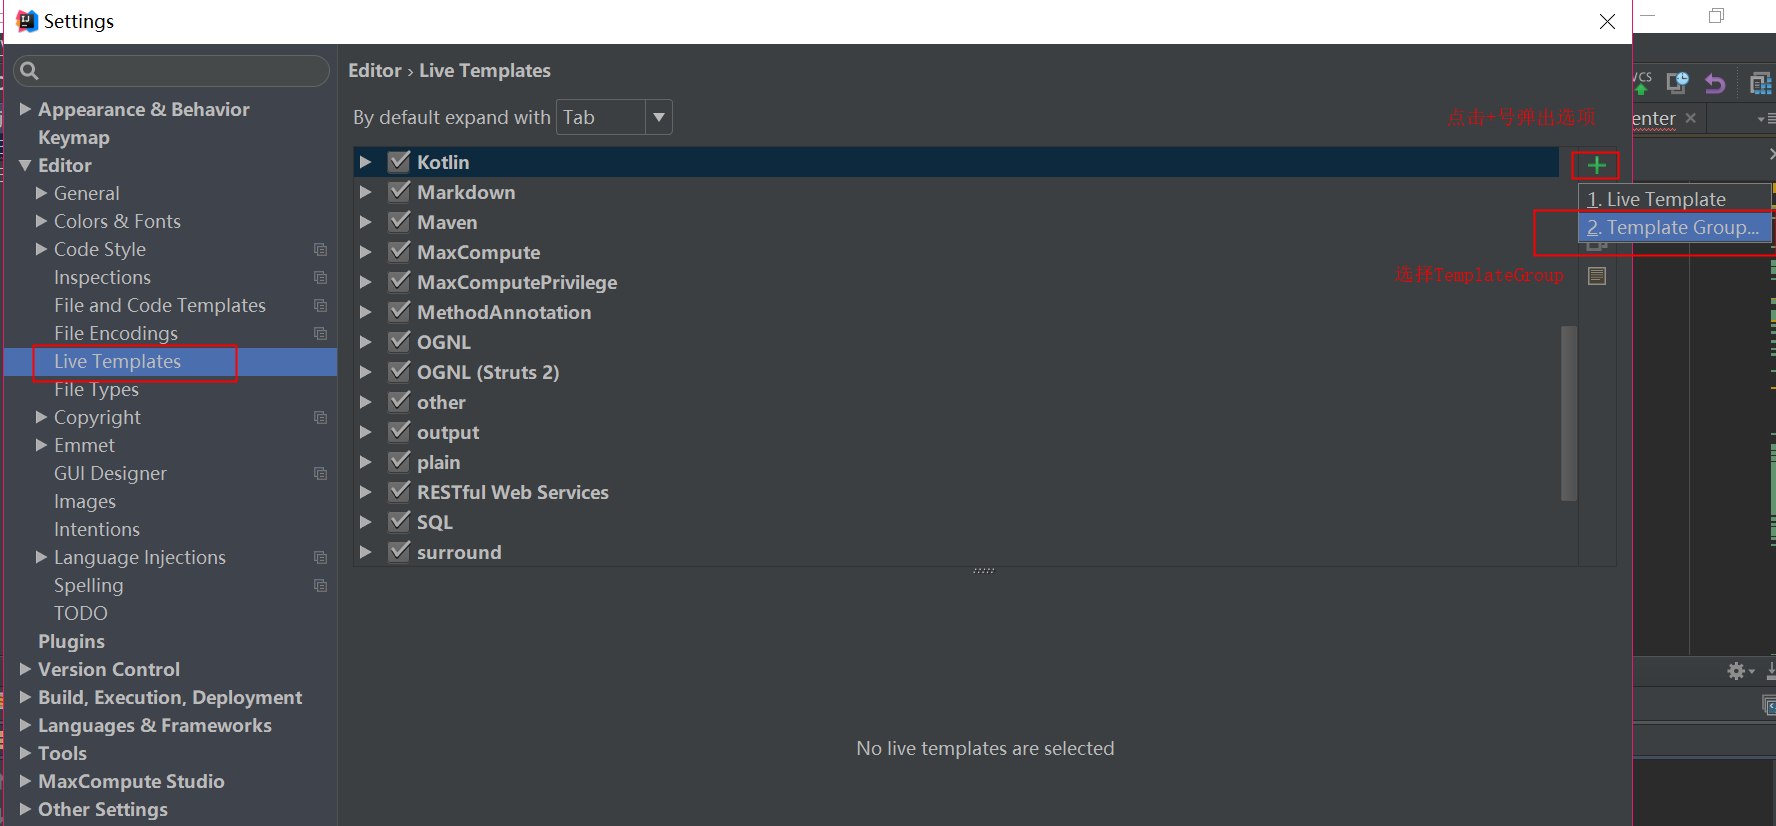 Settings
Editor › Live Templates
By default expand with Tab
点击+号弹出选项
Appearance & Behavior
Keymap
Editor
General
Colors & Fonts
Code Style
Inspections
File and Code Templates
File Encodings
Live Templates
File Types
Copyright
Emmet
GUI Designer
Images
Intentions
Language Injections
Spelling
TODO
Plugins
Version Control
Build, Execution, Deployment
Languages & Frameworks
Tools
MaxCompute Studio
Other Settings
Kotlin
Markdown
Maven
MaxCompute
MaxComputePrivilege
MethodAnnotation
OGNL
OGNL (Struts 2)
other
output
plain
RESTful Web Services
SQL
surround
1. Live Template
2. Template Group...
选择TemplateGroup
No live templates are selected
VCS
enter